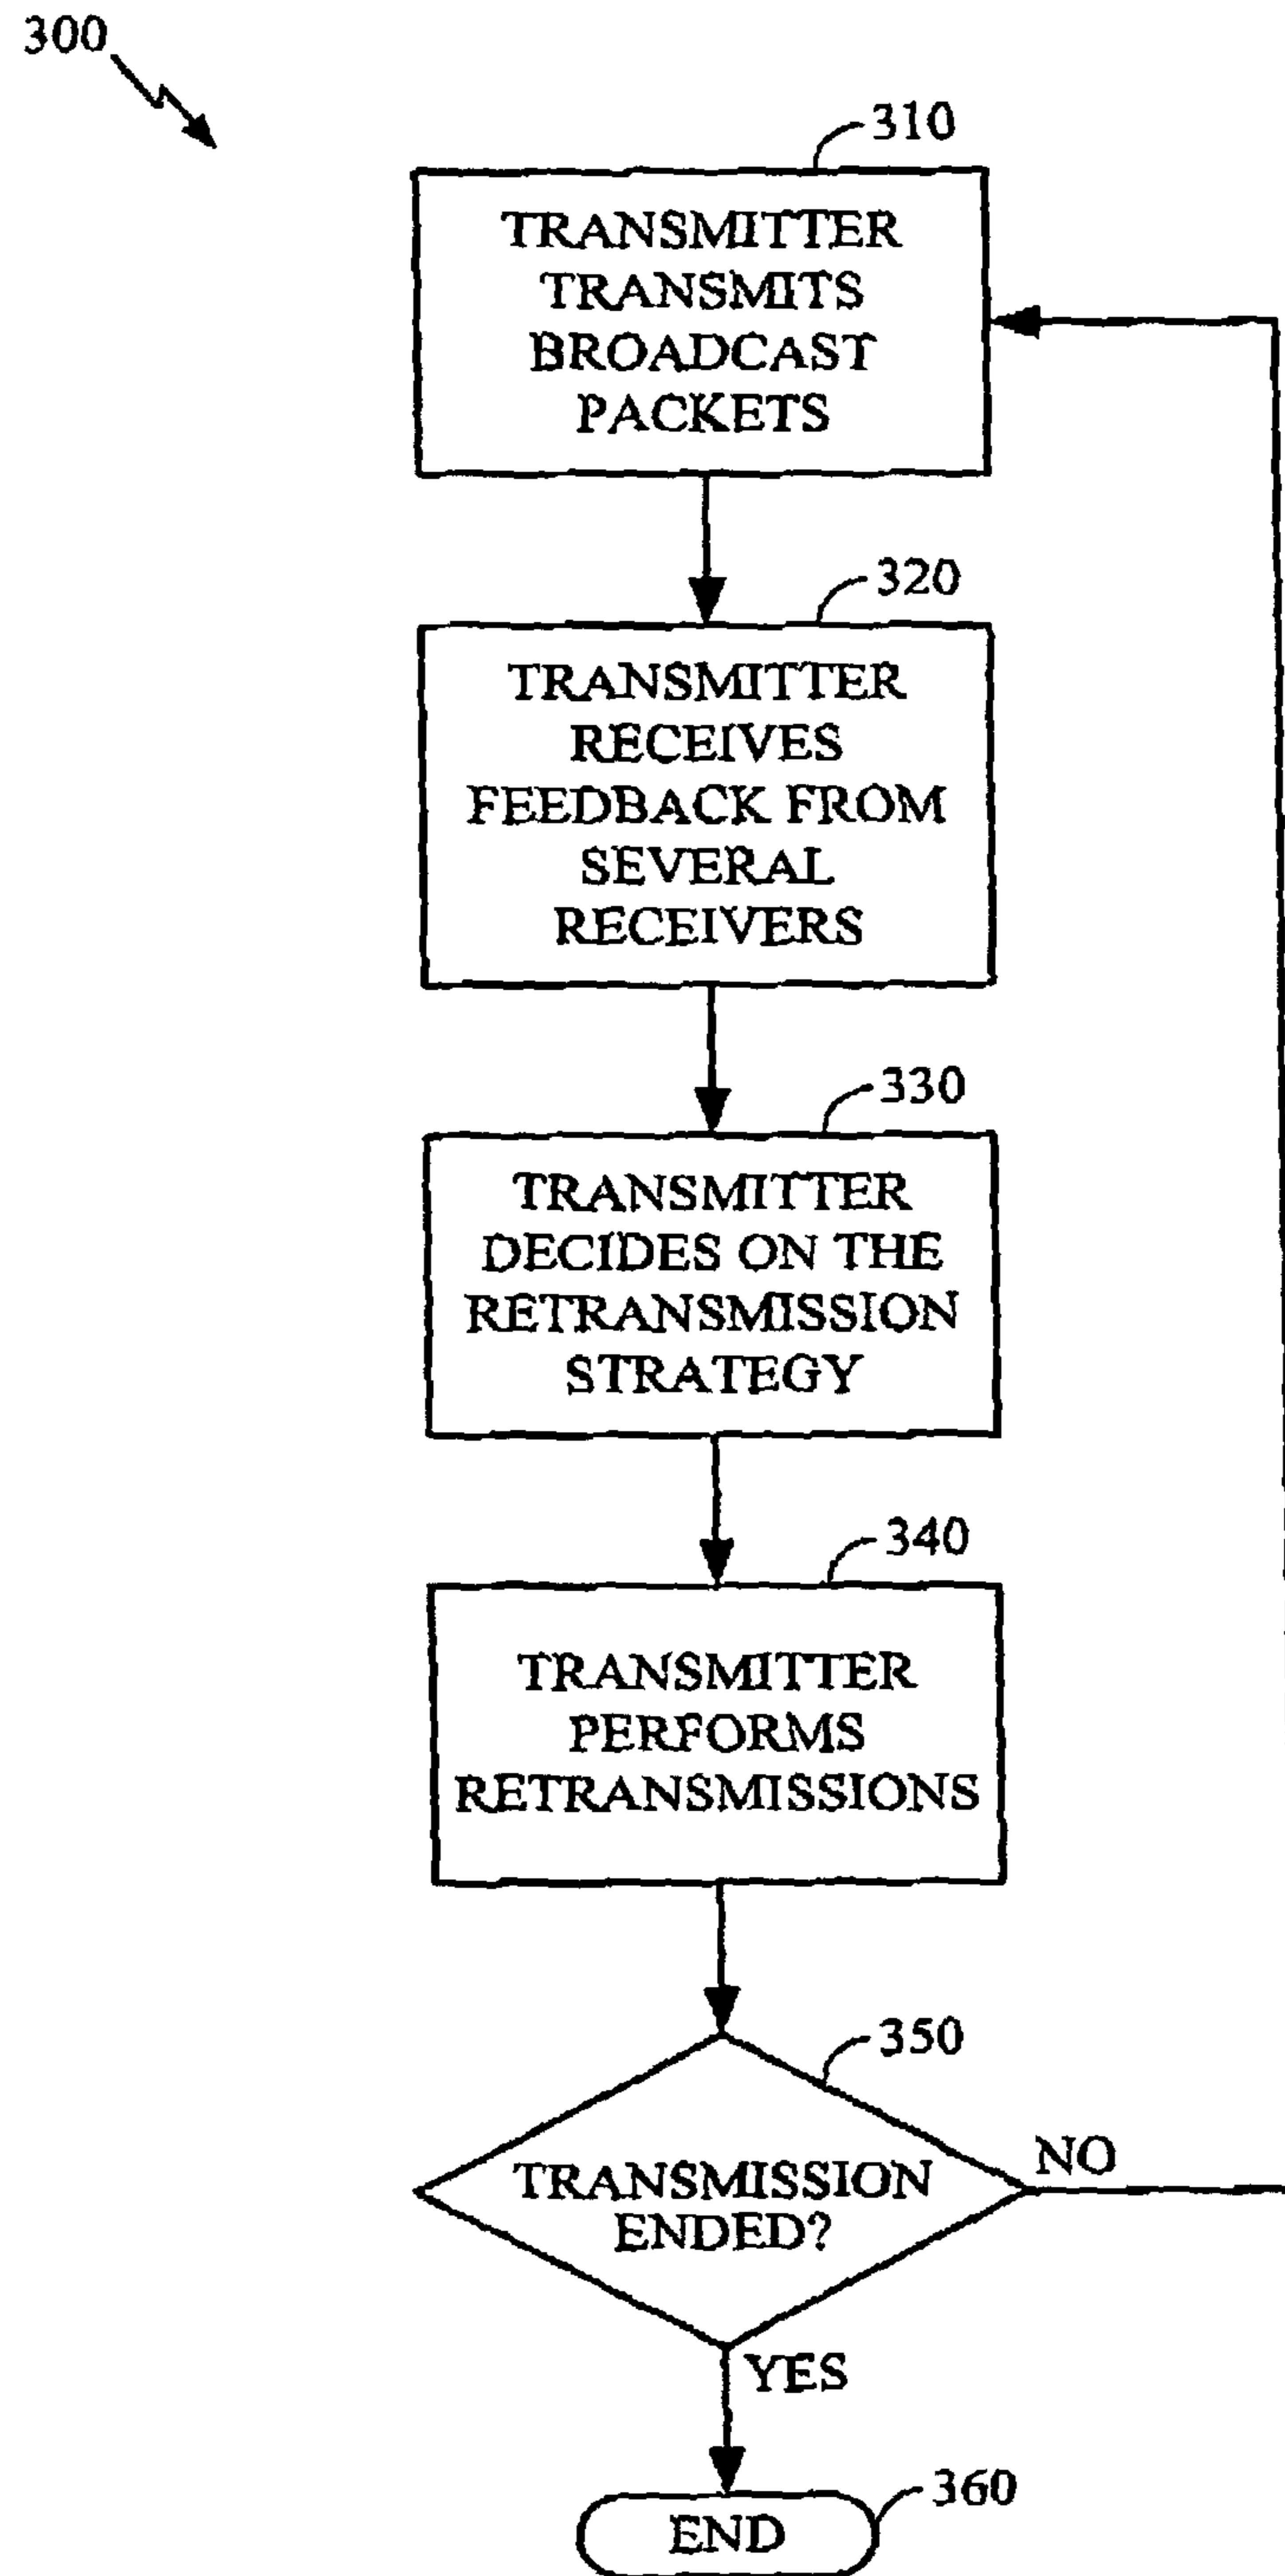 300
310
TRANSMITTER
TRANSMITS
BROADCAST
PACKETS
320
TRANSMITTER
RECEIVES
FEEDBACK FROM
SEVERAL
RECEIVERS
330
TRANSMITTER
DECIDES ON THE
RETRANSMISSION
STRATEGY
340
TRANSMITTER
PERFORMS
RETRANSMISSIONS
350
TRANSMISSION
ENDED?
NO
YES
360
END